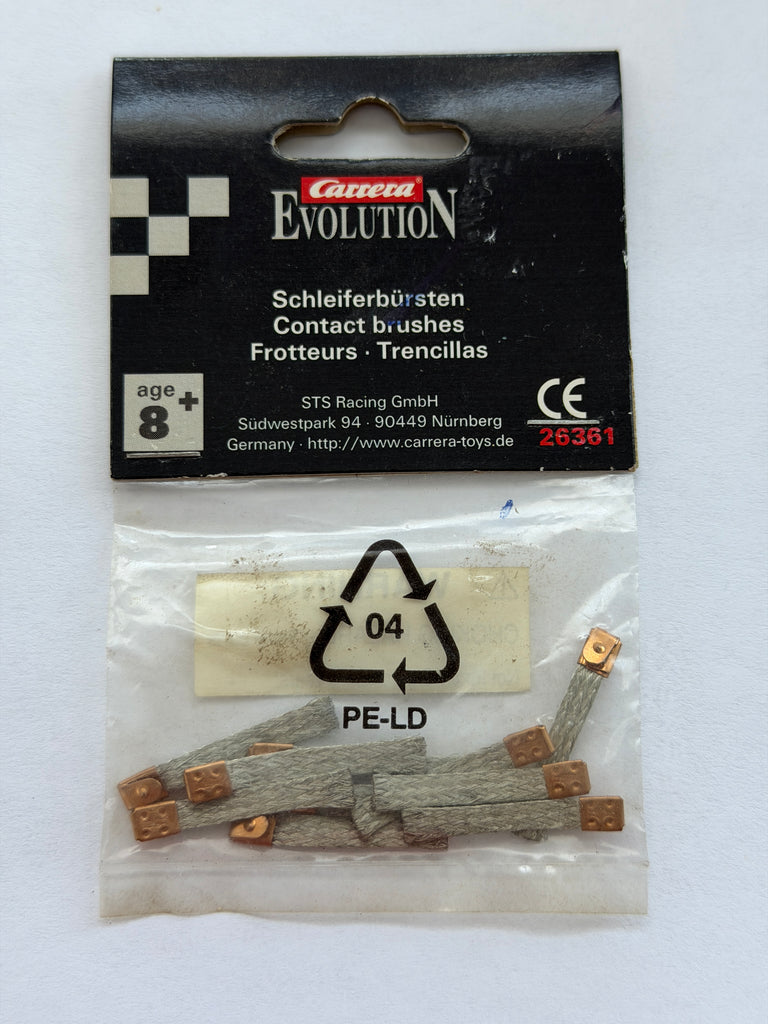 Carrera®
EVOLUTION
Schleiferbürsten
Contact brushes
Frotteurs · Trencillas
age
8+
STS Racing GmbH
Südwestpark 94 · 90449 Nürnberg
Germany · http://www.carrera-toys.de
CE
26361
04
PE-LD